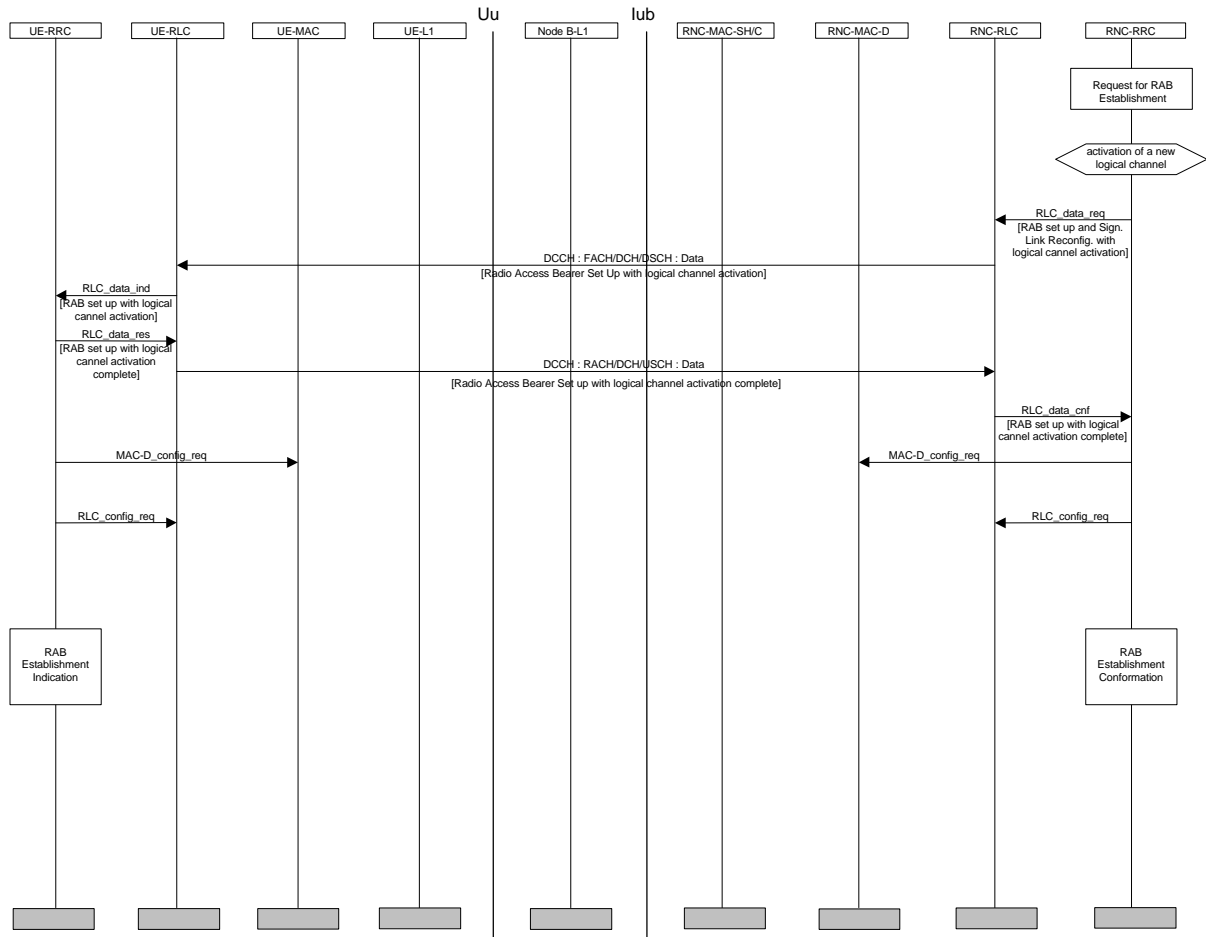 Uu
Iub
UE-RRC
UE-RLC
UE-MAC
UE-L1
Node B-L1
RNC-MAC-SH/C
RNC-MAC-D
RNC-RLC
RNC-RRC
Request for RAB
Establishment
activation of a new
logical channel
RLC_data_req
[RAB set up and Sign.
Link Reconfig. with
logical channel activation]
DCCH : FACH/DCH/DSCH : Data
[Radio Access Bearer Set Up with logical channel activation]
RLC_data_ind
[RAB set up with logical
cannel activation]
RLC_data_res
[RAB set up with logical
cannel activation
complete]
DCCH : RACH/DCH/USCH : Data
[Radio Access Bearer Set up with logical channel activation complete]
RLC_data_cnf
[RAB set up with logical
cannel activation complete]
MAC-D_config_req
MAC-D_config_req
RLC_config_req
RLC_config_req
RAB
Establishment
Indication
RAB
Establishment
Conformation